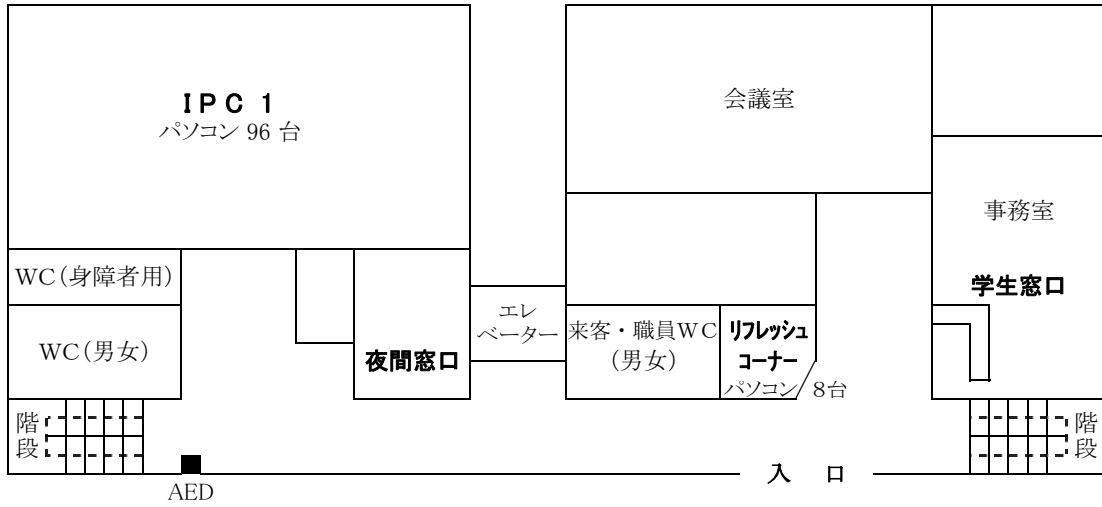 IPC 1
パソコン 96 台
会議室
事務室
学生窓口
WC(身障者用)
WC(男女)
夜間窓口
エレ
ベーター
来客・職員WC
(男女)
リフレッシュ
コーナー
パソコン 8台
階
段
階
段
入 口
AED